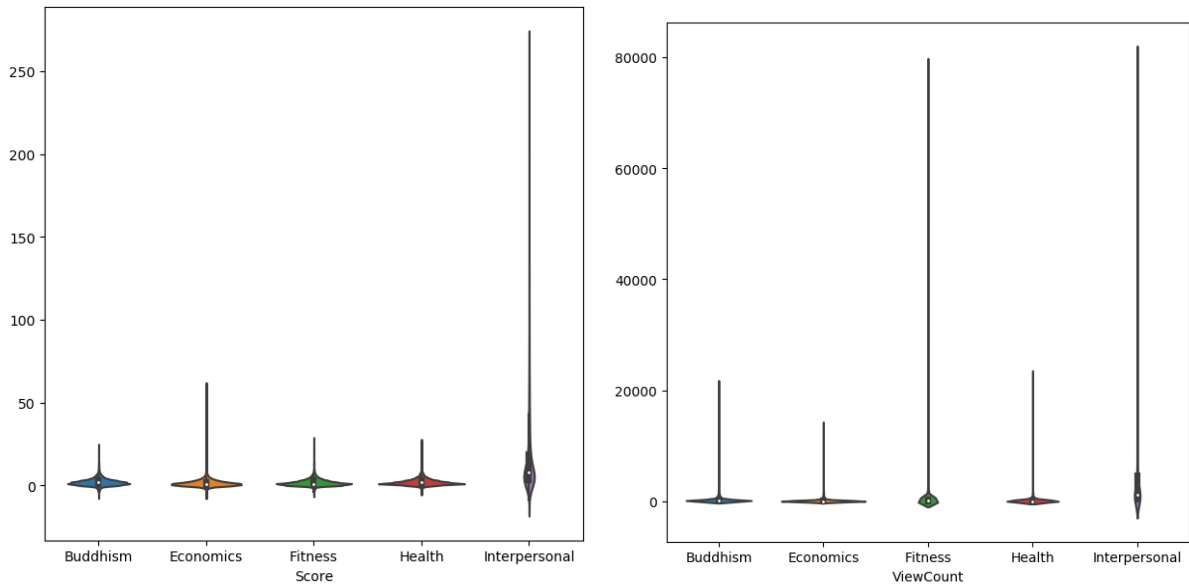 250
200
150
100
50
0
Buddhism Economics Fitness Health Interpersonal
Score
80000
60000
40000
20000
0
Buddhism Economics Fitness Health Interpersonal
ViewCount